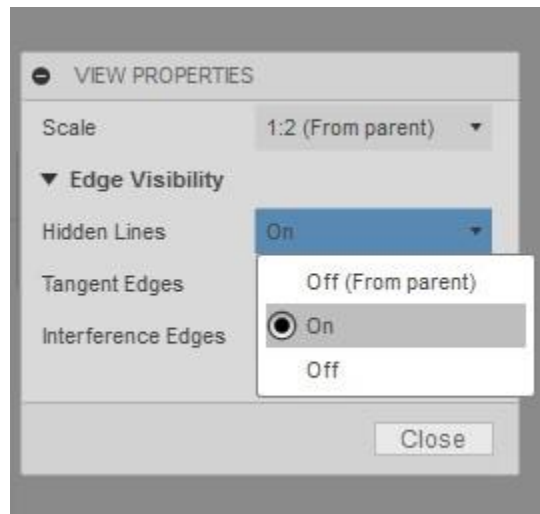 VIEW PROPERTIES
Scale 1:2 (From parent)
Edge Visibility
Hidden Lines On
Tangent Edges Off (From parent)
On
Interference Edges
Off
Close